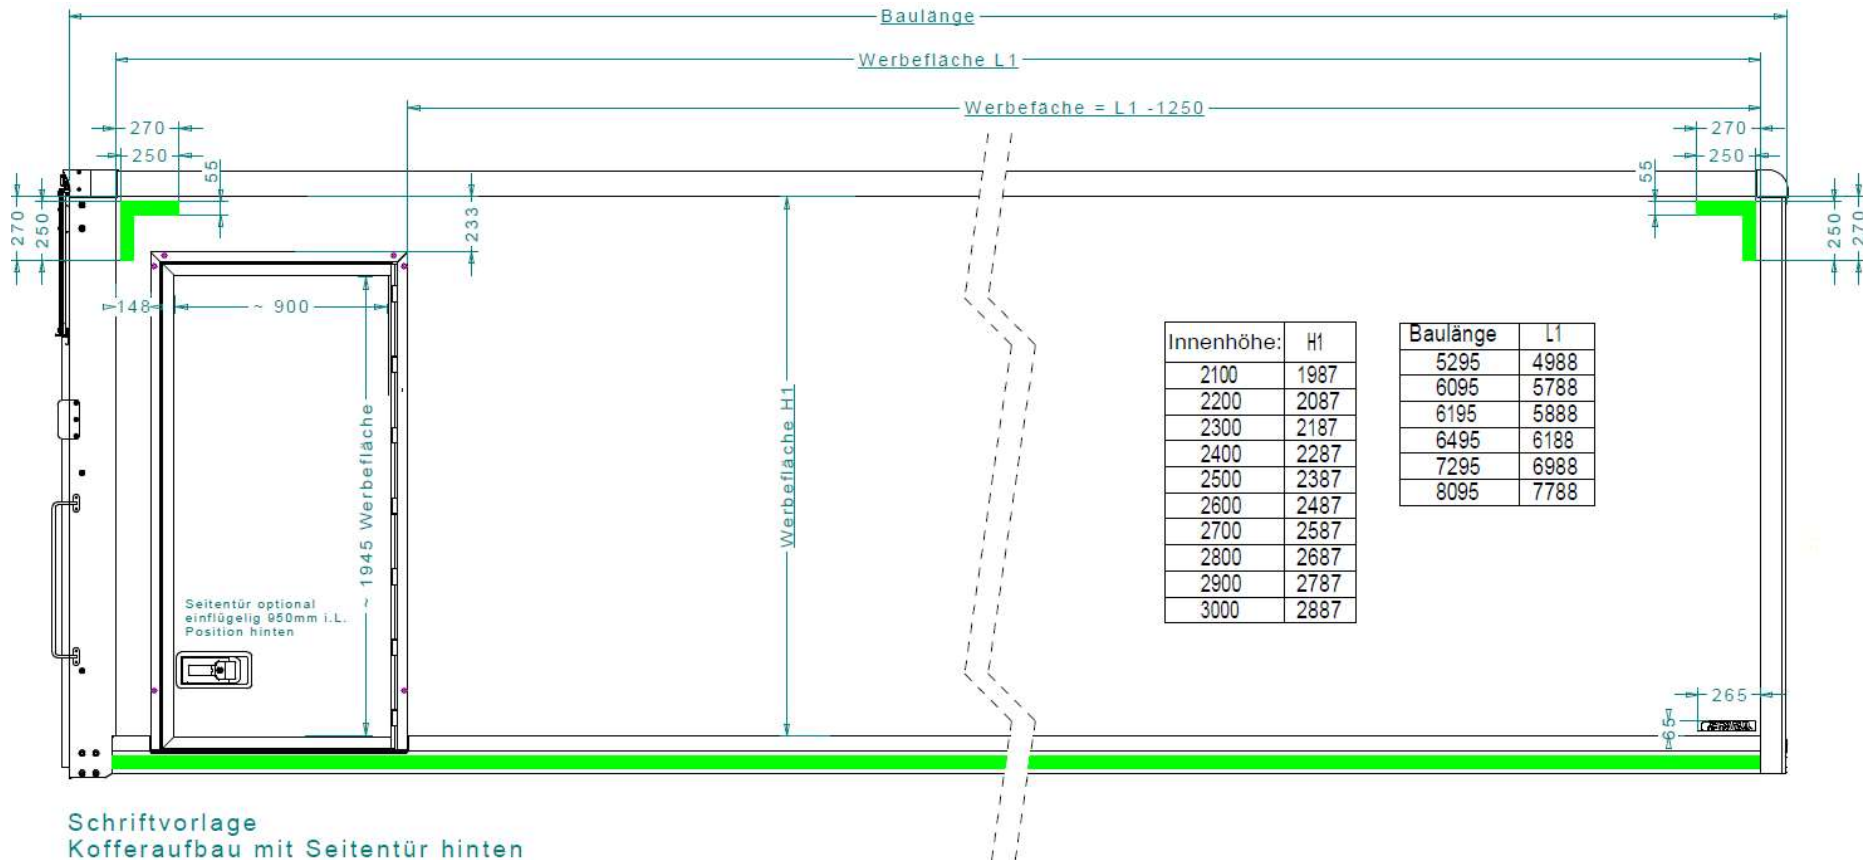 Baulänge
Werbefläche L1
Werbefäche = L1 -1250
270
250
55
270
250
55
270
250
233
250
270
148
~ 900
~ 1945 Werbefläche
Werbefläche H1
Innenhöhe: H1
2100 1987
2200 2087
2300 2187
2400 2287
2500 2387
2600 2487
2700 2587
2800 2687
2900 2787
3000 2887
Baulänge L1
5295 4988
6095 5788
6195 5888
6495 6188
7295 6988
8095 7788
Seitentür optional
einflügelig 950mm i.L.
Position hinten
265
65
Schriftvorlage
Kofferaufbau mit Seitentür hinten